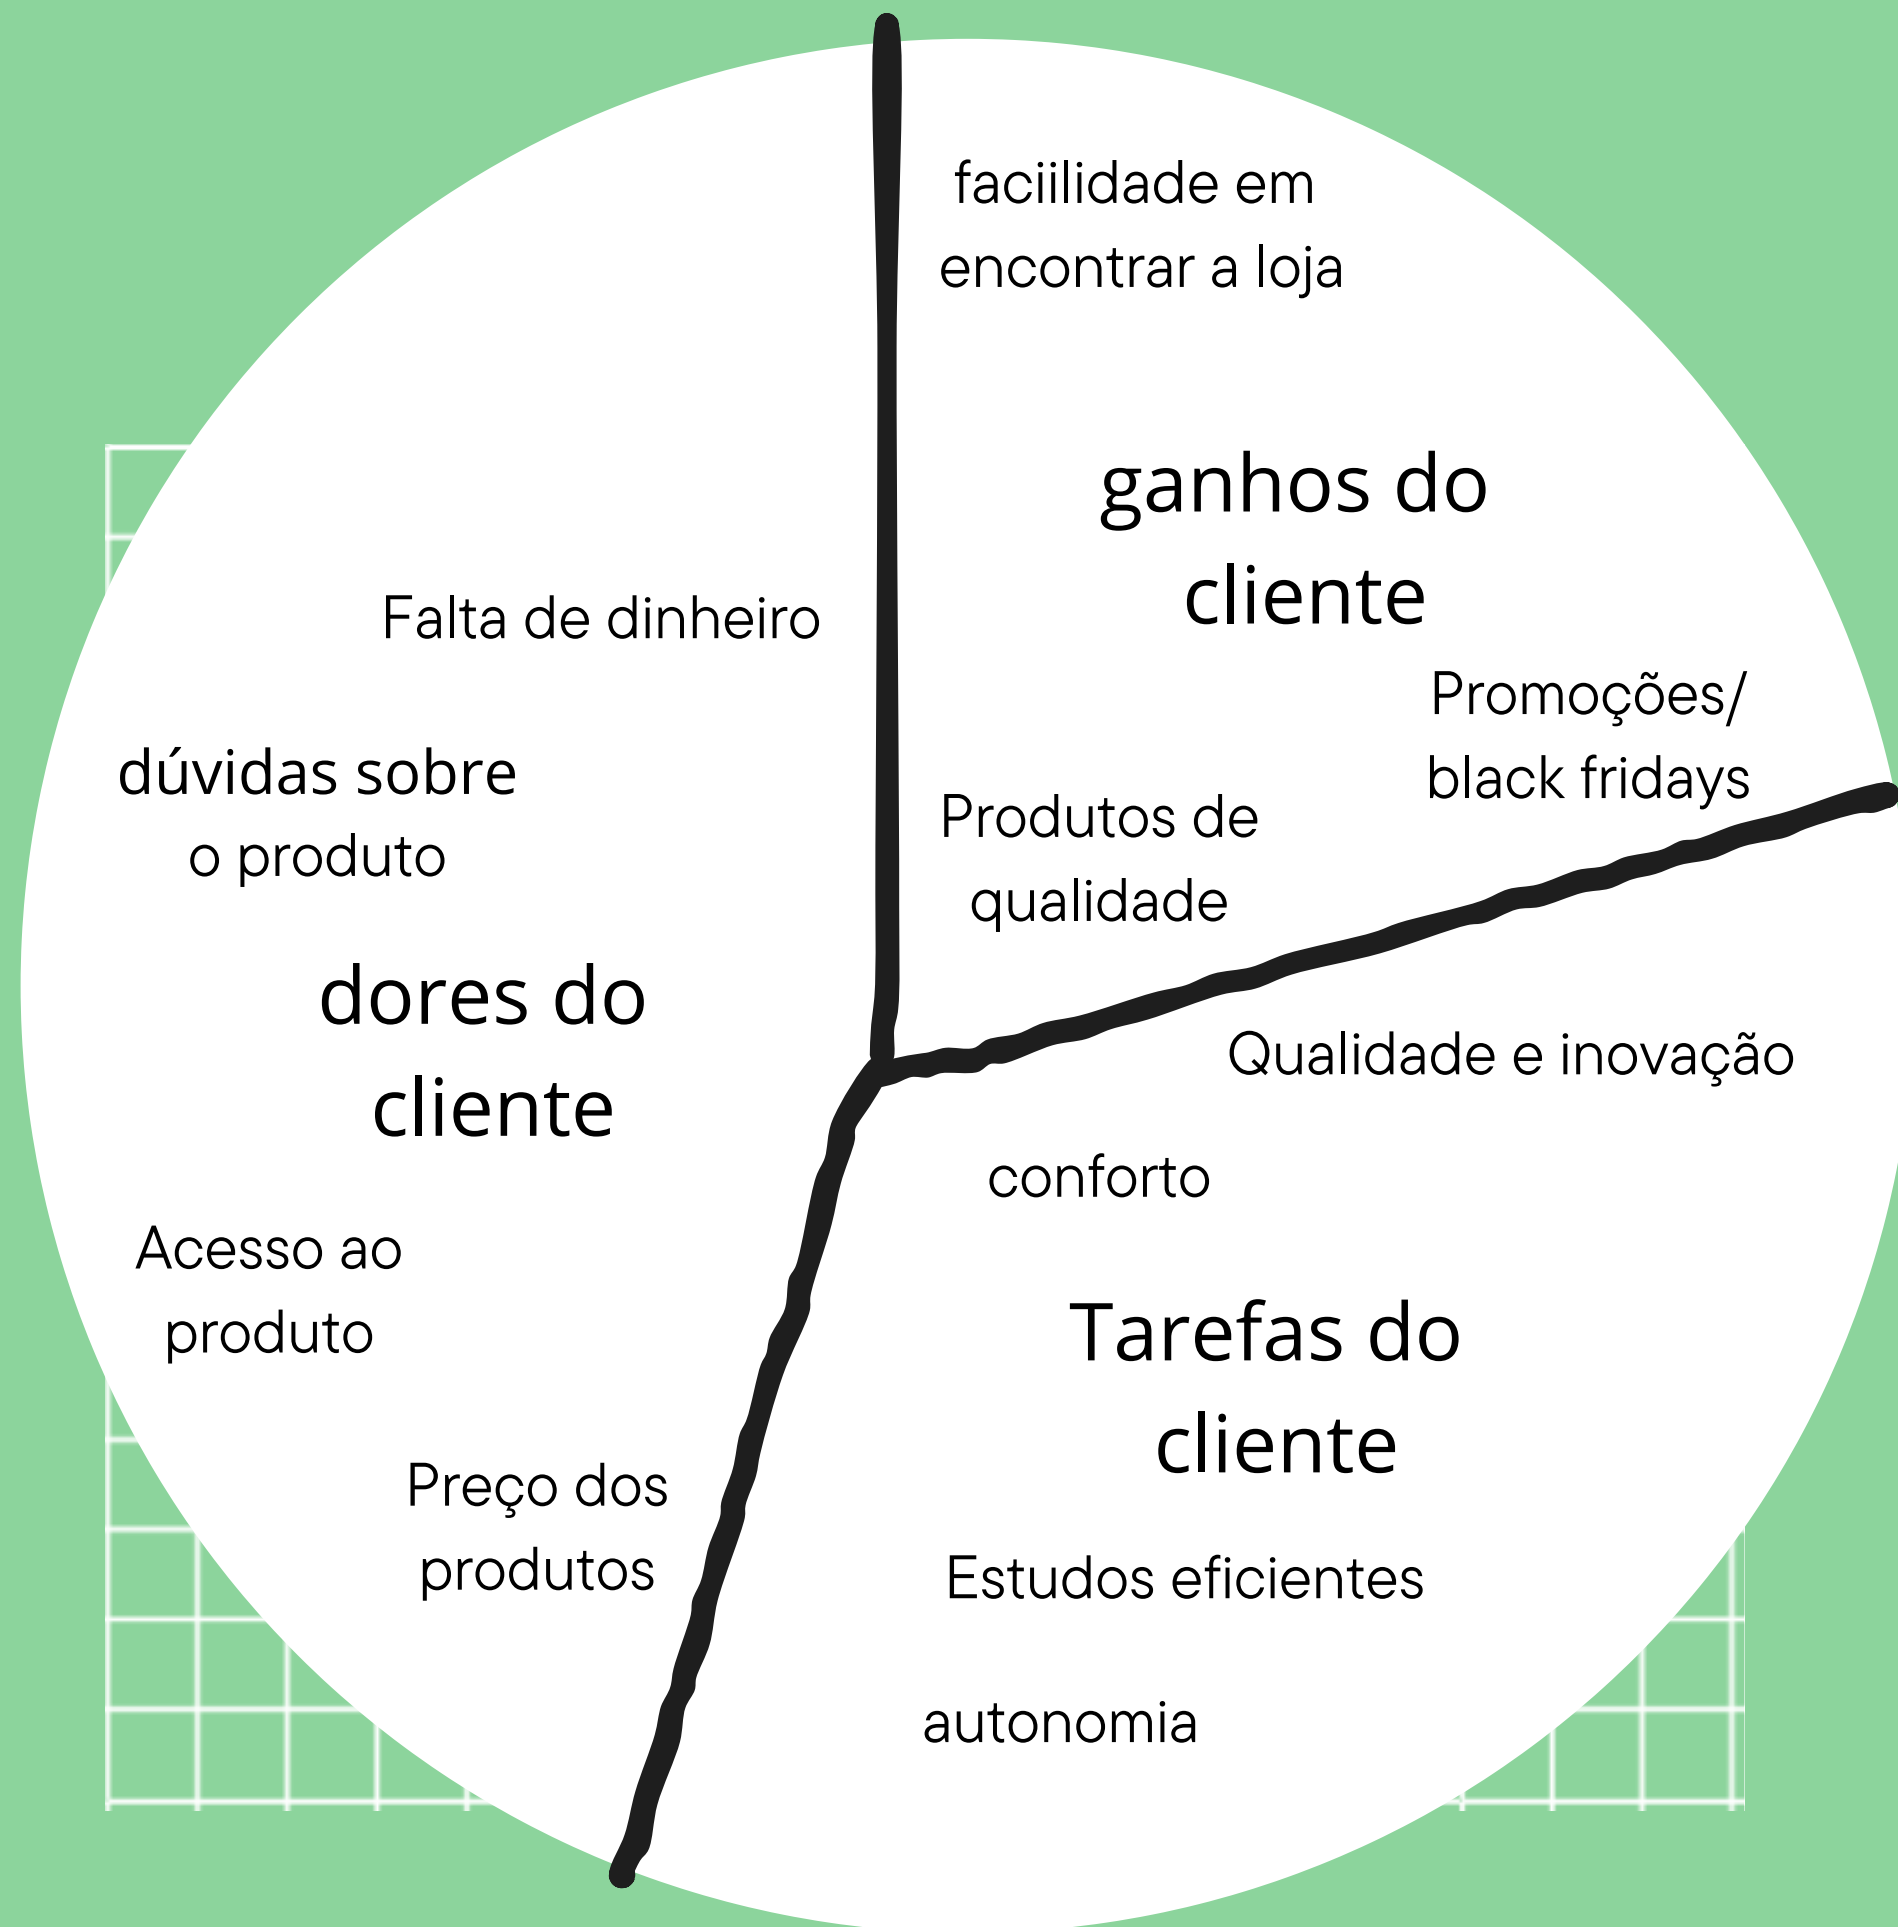 faciilidade em
encontrar a loja
ganhos do
cliente
Promoções/
black fridays
Produtos de
qualidade
Falta de dinheiro
dúvidas sobre
o produto
dores do
cliente
Acesso ao
produto
Preço dos
produtos
Qualidade e inovação
conforto
Tarefas do
cliente
Estudos eficientes
autonomia